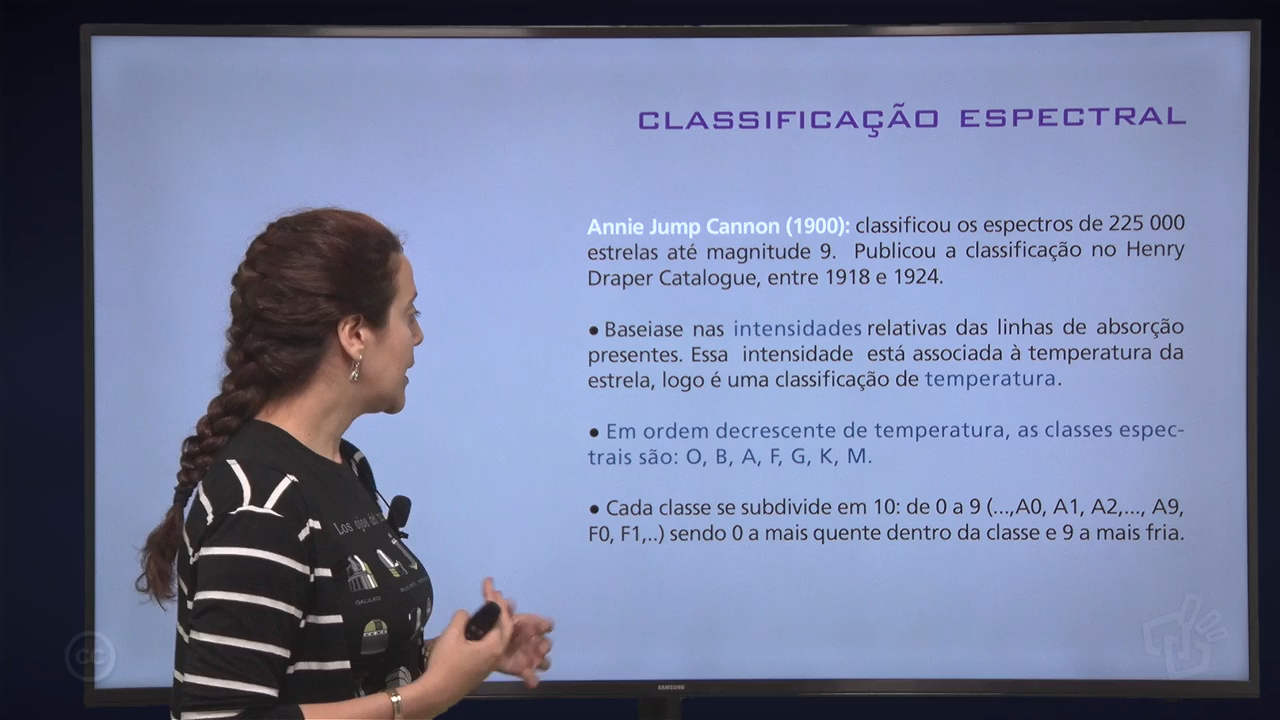 CLASSIFICAÇÃO ESPECTRAL
Annie Jump Cannon (1900): classificou os espectros de 225 000
estrelas até magnitude 9. Publicou a classificação no Henry
Draper Catalogue, entre 1918 e 1924.
• Baseiase nas intensidades relativas das linhas de absorção
presentes. Essa intensidade está associada à temperatura da
estrela, logo é uma classificação de temperatura.
• Em ordem decrescente de temperatura, as classes espec-
trais são: O, B, A, F, G, K, M.
• Cada classe se subdivide em 10: de 0 a 9 (...,A0, A1, A2,..., A9,
F0, F1,..) sendo 0 a mais quente dentro da classe e 9 a mais fria.
Los ojos
GALILEO
SAMSUNG
cc